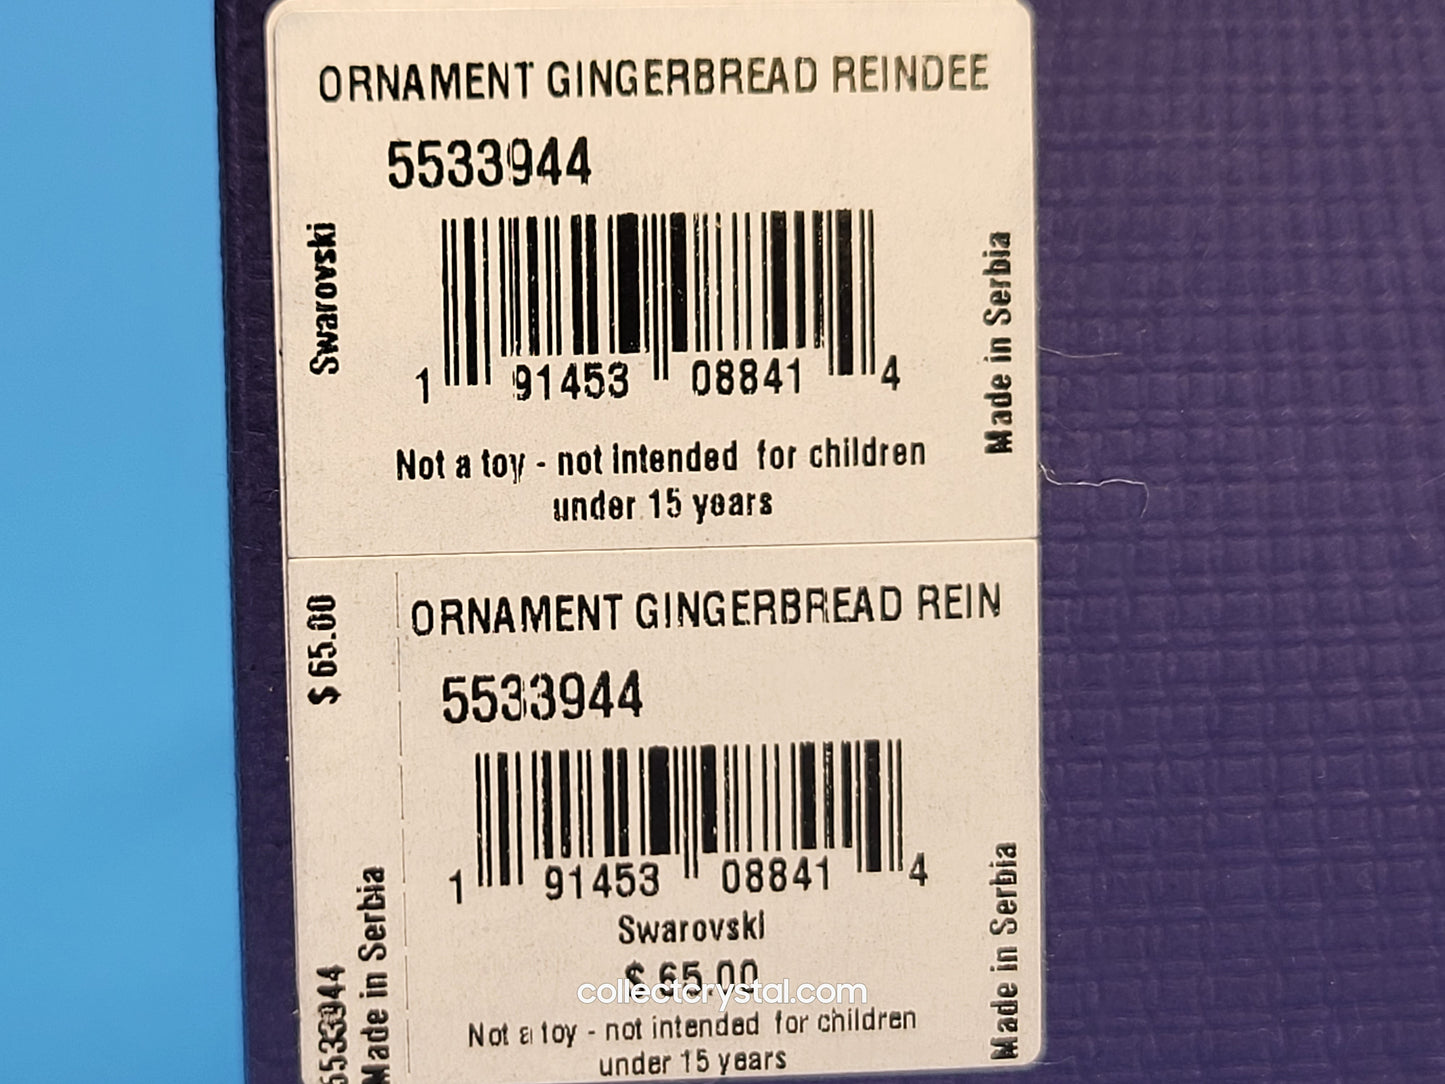 ORNAMENT GINGERBREAD REINDEE
5533944
Swarovski
1 91453 08841 4
Made in Serbia
Not a toy - not intended for children
under 15 years
$ 65.00
ORNAMENT GINGERBREAD REIN
5533944
1 91453 08841 4
Swarovski
$ 65.00
collectcrystal.com
Not a toy - not intended for children
under 15 years
5533944
Made in Serbia
Made in Serbia